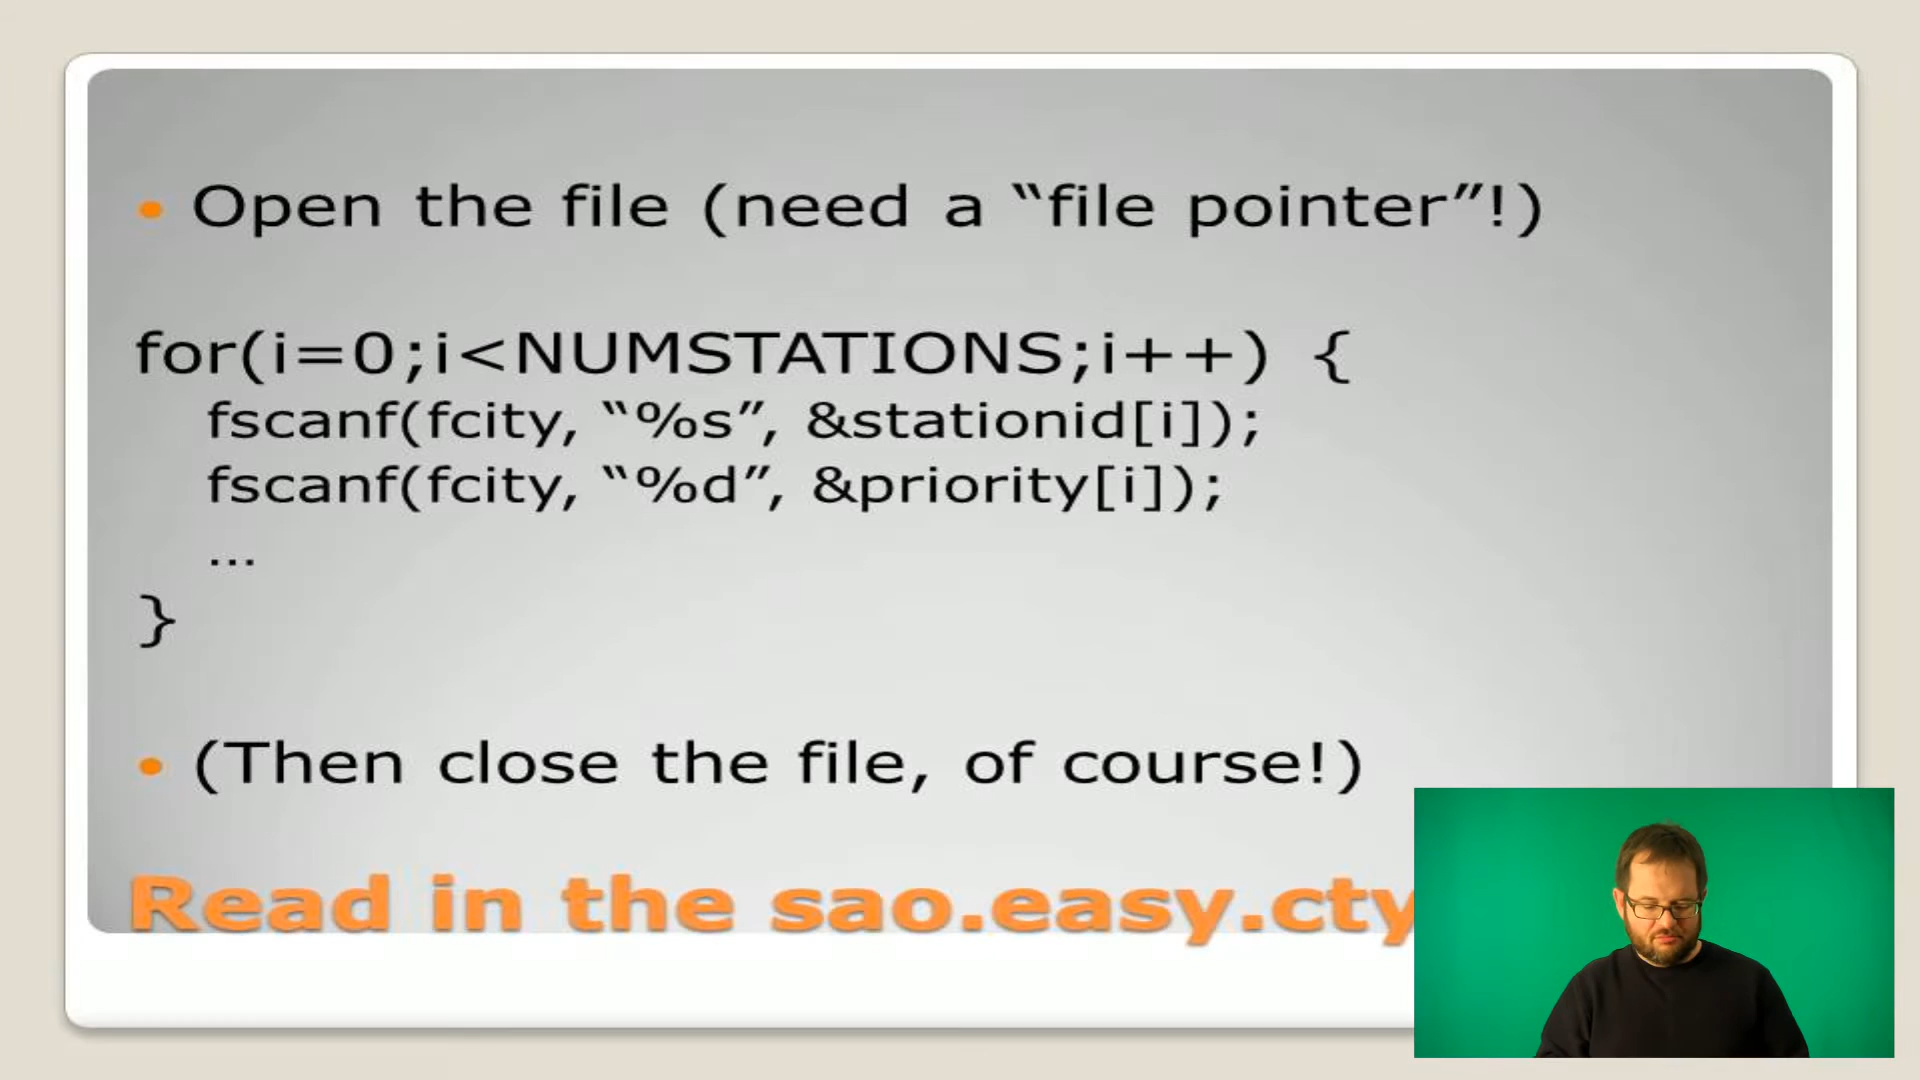 • Open the file (need a “file pointer”!)
for(i=0;i<NUMSTATIONS;i++) {
fscanf(fcity, “%s”, &stationid[i]);
fscanf(fcity, “%d”, &priority[i]);
...
}
• (Then close the file, of course!)
Read in the sao.easy.cty